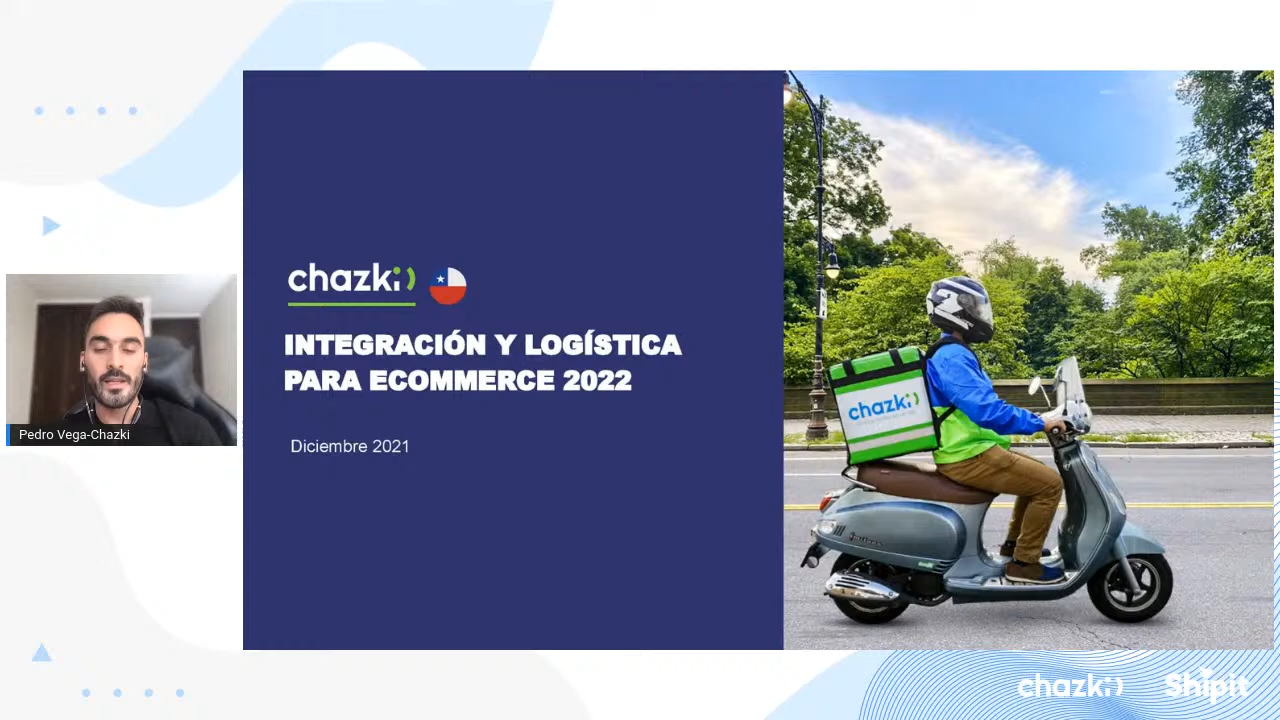 chazki
INTEGRACIÓN Y LOGÍSTICA
PARA ECOMMERCE 2022
Diciembre 2021
Pedro Vega-Chazki
chazki
chazki
Shipit